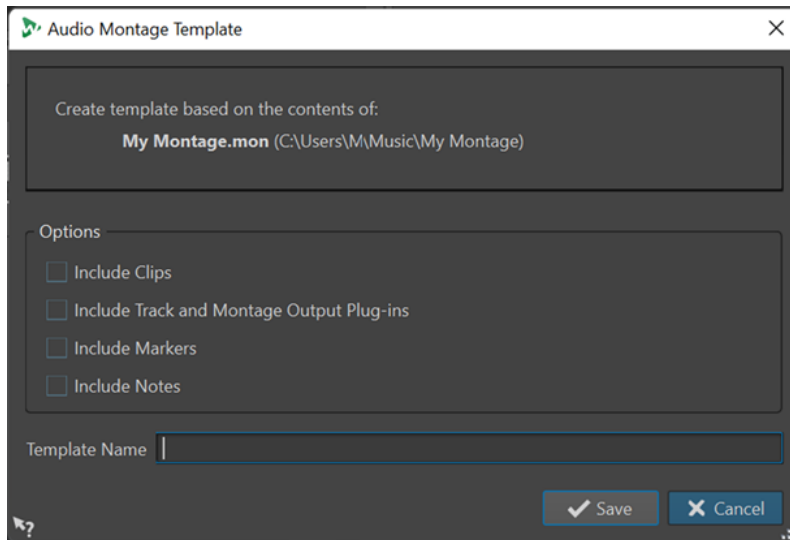 Audio Montage Template
Create template based on the contents of:
My Montage.mon (C:\Users\M\Music\My Montage)
Options
Include Clips
Include Track and Montage Output Plug-ins
Include Markers
Include Notes
Template Name
Save Cancel
?